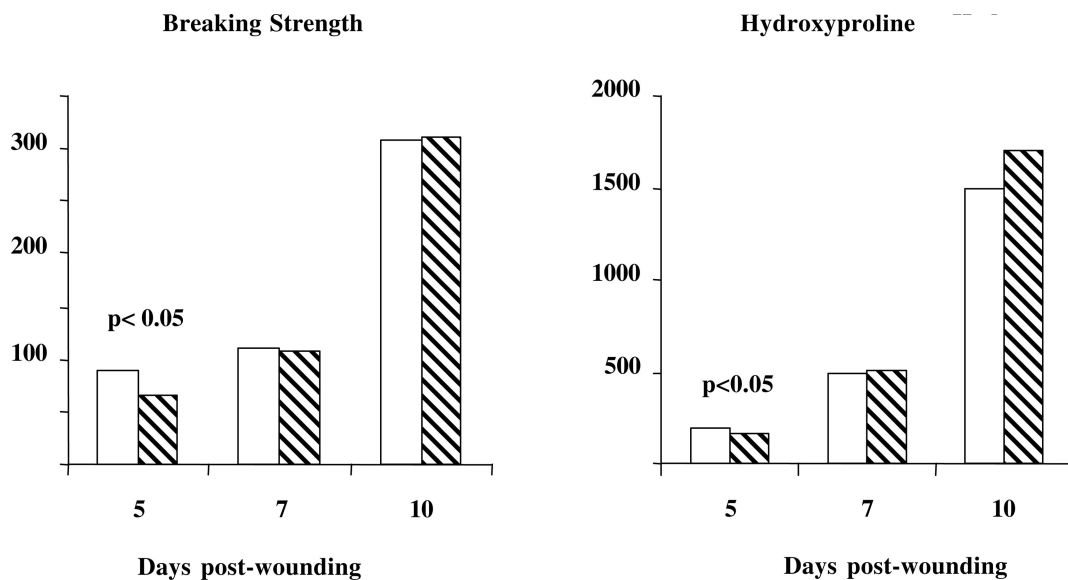 Breaking Strength
300
200
p< 0.05
100
5 7 10
Days post-wounding
Hydroxyproline
2000
1500
1000
500
p<0.05
5 7 10
Days post-wounding